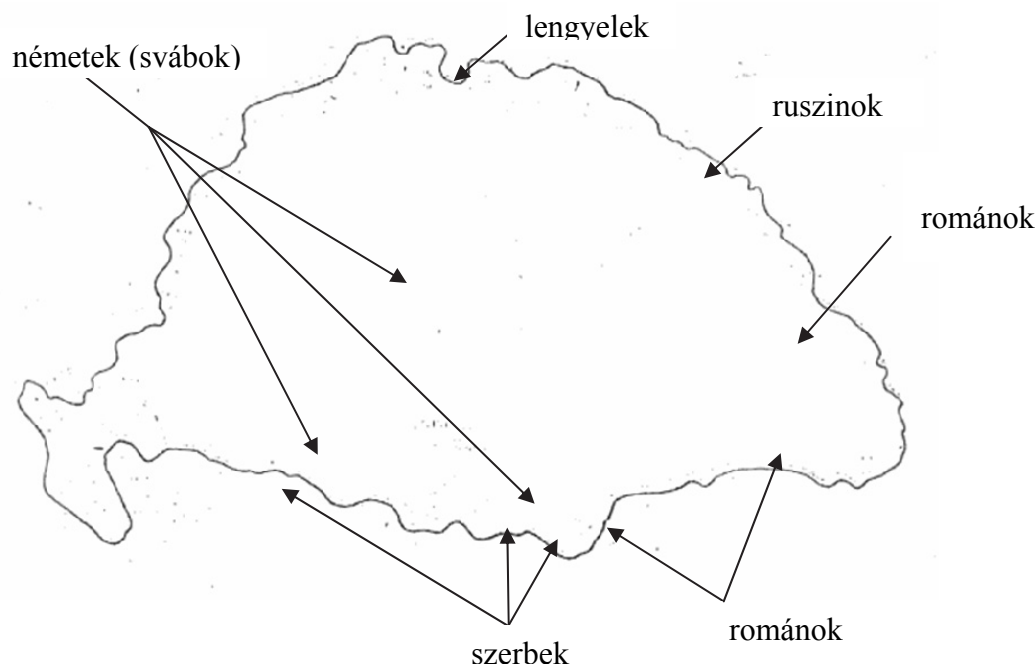 lengyelek
németek (svábok)
ruszinok
románok
románok
szerbek